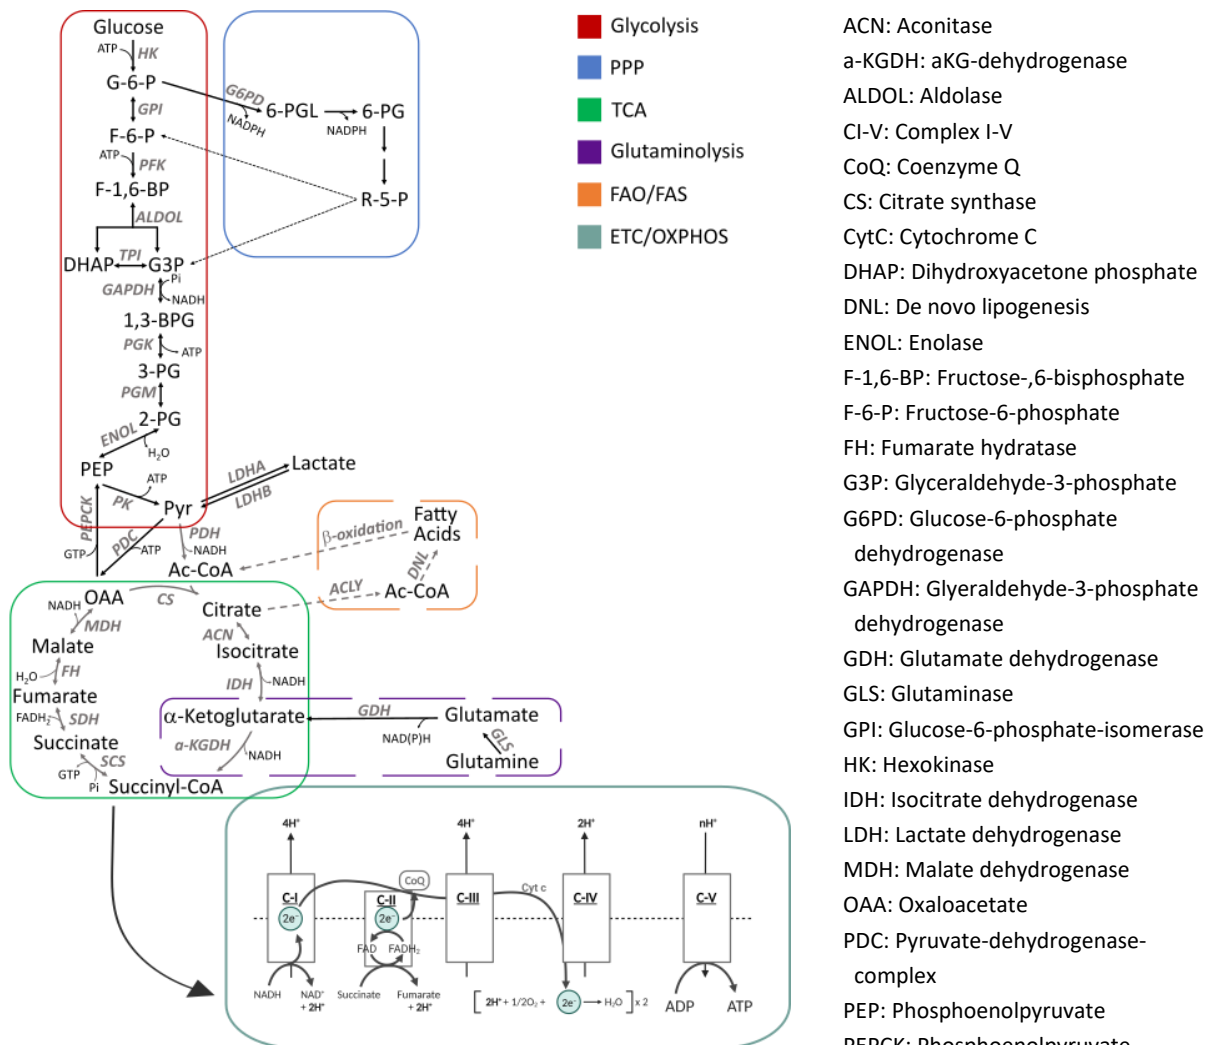 Glucose
ATP
HK
G-6-P
GPI
F-6-P
ATP
PFK
F-1,6-BP
ALDOL
TPI
DHAP
G3P
GAPDH
Pi
NADH
1,3-BPG
PGK
ATP
3-PG
PGM
2-PG
ENOL
H₂O
PEP
PK
ATP
Pyr
LDHA
LDHB
Lactate
G6PD
NADPH
6-PGL
NADPH
6-PG
R-5-P
PEPCK
GTP
PDC
ATP
PDH
NADH
Ac-CoA
β-oxidation
Fatty
Acids
DNL
ACLY
Ac-CoA
OAA
CS
Citrate
NADH
MDH
ACN
Malate
Isocitrate
H₂O
FH
IDH
NADH
Fumarate
FADH₂
SDH
α-Ketoglutarate
GDH
Glutamate
NAD(P)H
GLS
Glutamine
Succinate
a-KGDH
NADH
SCS
GTP
Pi
Succinyl-CoA
4H⁺
4H⁺
2H⁺
nH⁺
C-I
C-II
CoQ
C-III
Cyt c
C-IV
C-V
2e⁻
2e⁻
FAD
FADH₂
NADH
NAD⁺
+ 2H⁺
Succinate
Fumarate
+ 2H⁺
[ 2H⁺ + 1/2O₂ + 2e⁻ → H₂O ] x 2
ADP
ATP
Glycolysis
PPP
TCA
Glutaminolysis
FAO/FAS
ETC/OXPHOS
ACN: Aconitase
a-KGDH: aKG-dehydrogenase
ALDOL: Aldolase
CI-V: Complex I-V
CoQ: Coenzyme Q
CS: Citrate synthase
CytC: Cytochrome C
DHAP: Dihydroxyacetone phosphate
DNL: De novo lipogenesis
ENOL: Enolase
F-1,6-BP: Fructose-,6-bisphosphate
F-6-P: Fructose-6-phosphate
FH: Fumarate hydratase
G3P: Glyceraldehyde-3-phosphate
G6PD: Glucose-6-phosphate
dehydrogenase
GAPDH: Glyeraldehyde-3-phosphate
dehydrogenase
GDH: Glutamate dehydrogenase
GLS: Glutaminase
GPI: Glucose-6-phosphate-isomerase
HK: Hexokinase
IDH: Isocitrate dehydrogenase
LDH: Lactate dehydrogenase
MDH: Malate dehydrogenase
OAA: Oxaloacetate
PDC: Pyruvate-dehydrogenase-
complex
PEP: Phosphoenolpyruvate
PEPCK: Phosphoenolpyruvate